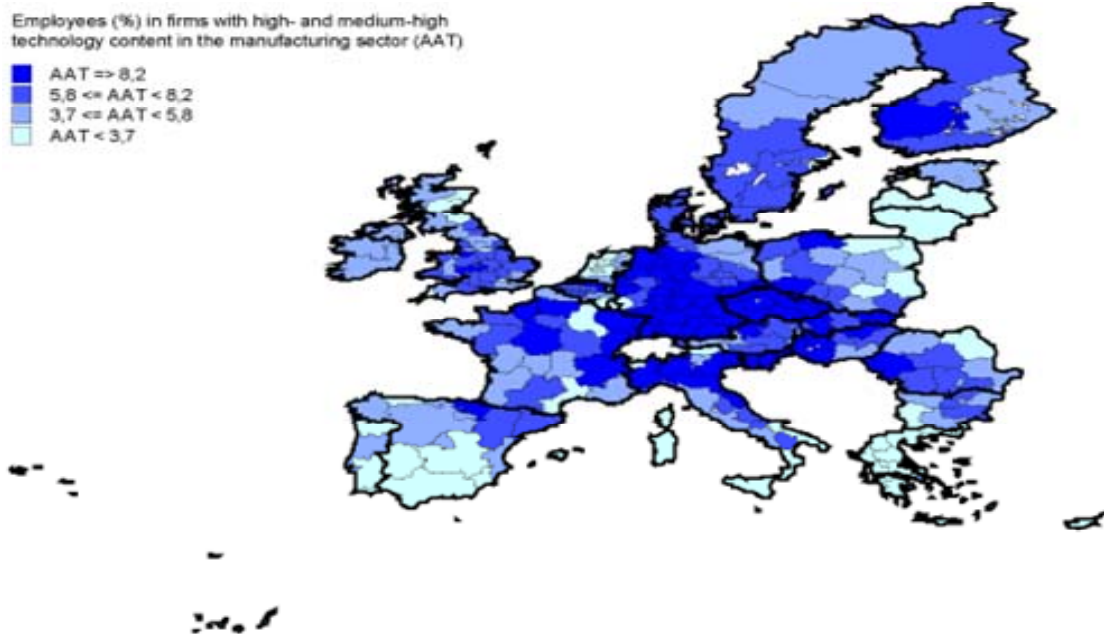 Employees (%) in firms with high- and medium-high
technology content in the manufacturing sector (AAT)
AAT => 8,2
5,8 <= AAT < 8,2
3,7 <= AAT < 5,8
AAT < 3,7